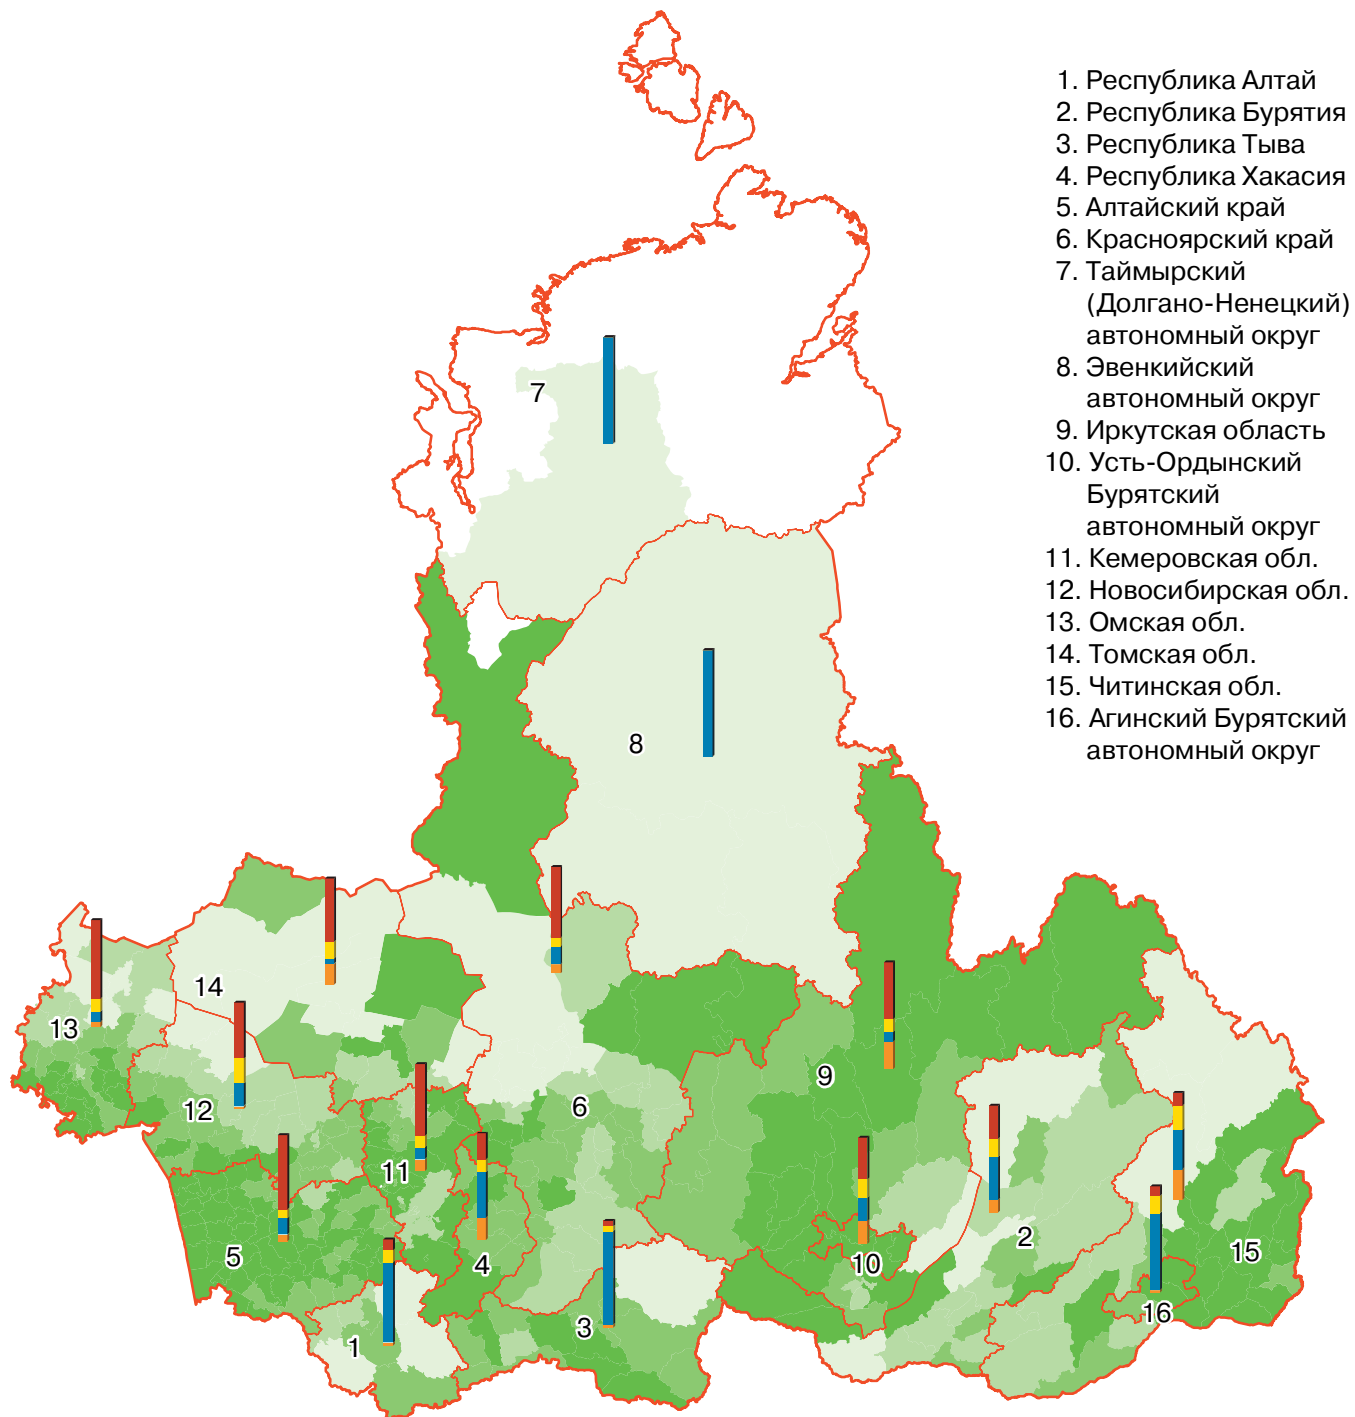 1. Республика Алтай
2. Республика Бурятия
3. Республика Тыва
4. Республика Хакасия
5. Алтайский край
6. Красноярский край
7. Таймырский
(Долгано-Ненецкий)
автономный округ
8. Эвенкийский
автономный округ
9. Иркутская область
10. Усть-Ордынский
Бурятский
автономный округ
11. Кемеровская обл.
12. Новосибирская обл.
13. Омская обл.
14. Томская обл.
15. Читинская обл.
16. Агинский Бурятский
автономный округ
7
8
14
13
9
12
6
11
2
5
4
10
15
16
3
1